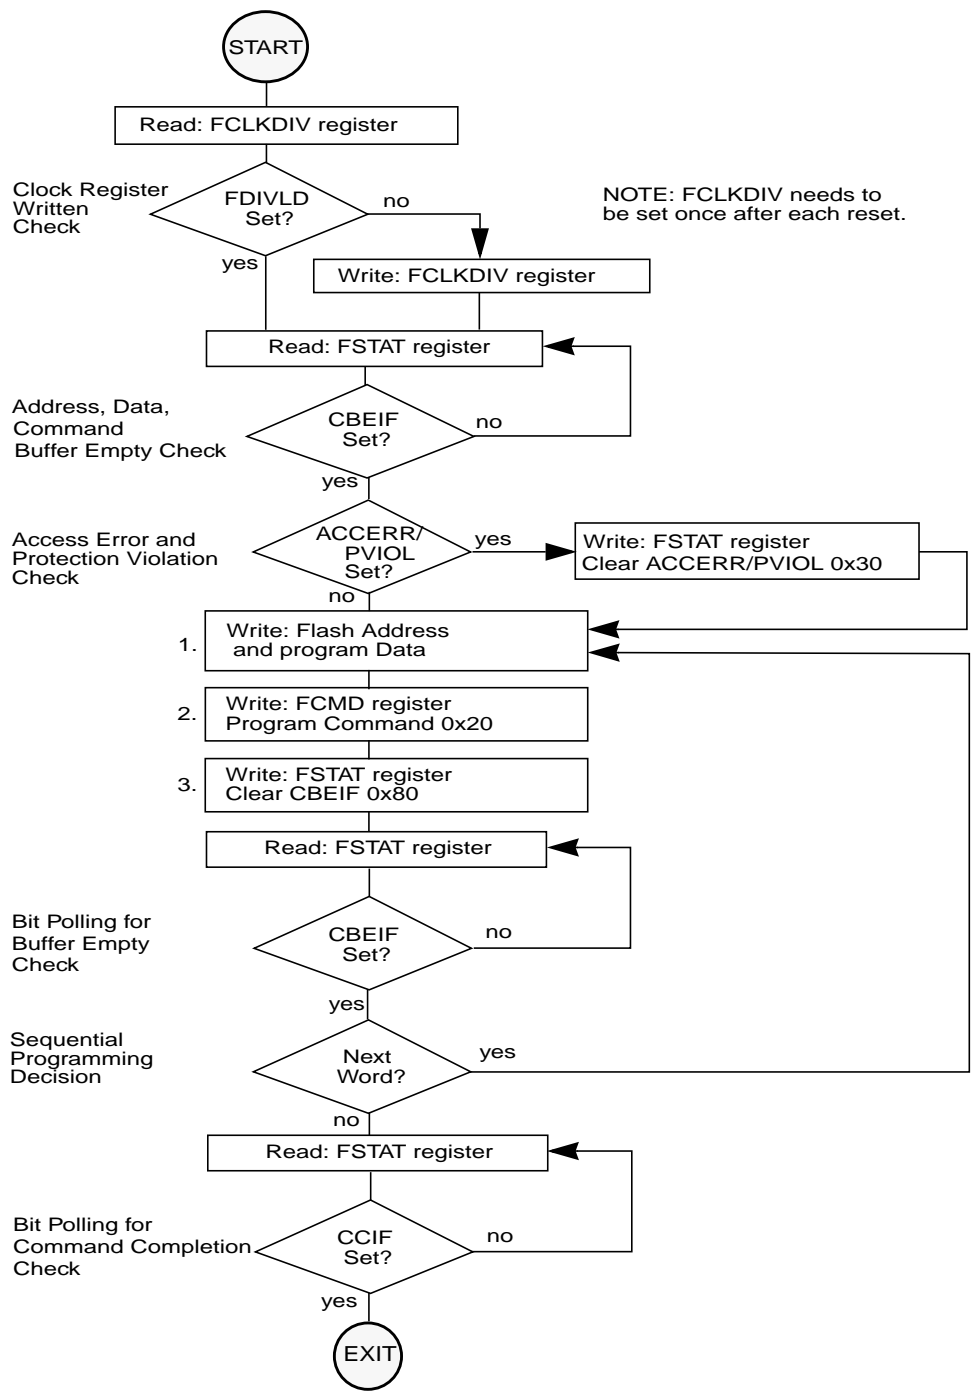 START
Read: FCLKDIV register
Clock Register
Written
Check
FDIVLD
Set?
no
yes
NOTE: FCLKDIV needs to
be set once after each reset.
Write: FCLKDIV register
Read: FSTAT register
Address, Data,
Command
Buffer Empty Check
CBEIF
Set?
no
yes
Access Error and
Protection Violation
Check
ACCERR/
PVIOL
Set?
yes
no
Write: FSTAT register
Clear ACCERR/PVIOL 0x30
1.
Write: Flash Address
and program Data
2.
Write: FCMD register
Program Command 0x20
3.
Write: FSTAT register
Clear CBEIF 0x80
Read: FSTAT register
Bit Polling for
Buffer Empty
Check
CBEIF
Set?
no
yes
Sequential
Programming
Decision
Next
Word?
yes
no
Read: FSTAT register
Bit Polling for
Command Completion
Check
CCIF
Set?
no
yes
EXIT